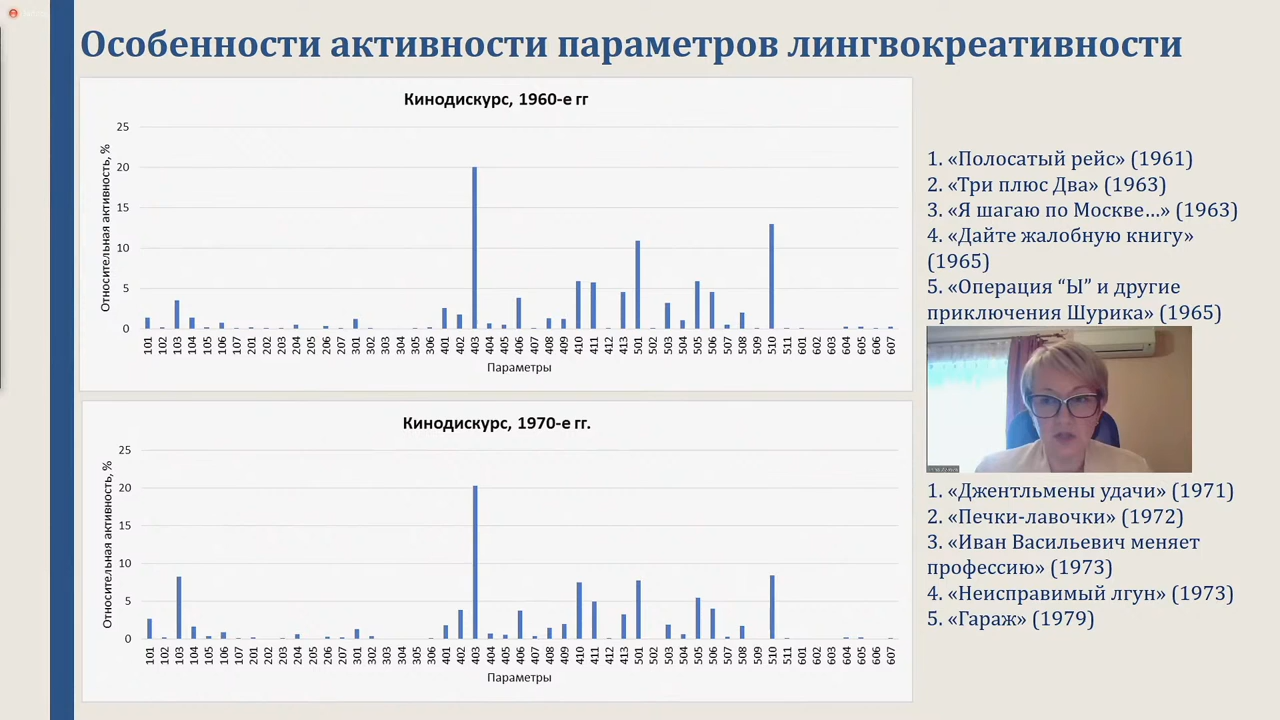 Особенности активности параметров лингвокреативности
Кинодискурс, 1960-е гг
Относительная активность, %
25
20
15
10
5
0
101 102 103 104 105 106 107 201 202 203 204 205 206 207 301 302 303 304 305 306 401 402 403 404 405 406 407 408 409 410 411 412 413 501 502 503 504 505 506 507 508 509 510 511 601 602 603 604 605 606 607
Параметры
Кинодискурс, 1970-е гг.
Относительная активность, %
25
20
15
10
5
0
101 102 103 104 105 106 107 201 202 203 204 205 206 207 301 302 303 304 305 306 401 402 403 404 405 406 407 408 409 410 411 412 413 501 502 503 504 505 506 507 508 509 510 511 601 602 603 604 605 606 607
Параметры
1. «Полосатый рейс» (1961)
2. «Три плюс Два» (1963)
3. «Я шагаю по Москве…» (1963)
4. «Дайте жалобную книгу»
(1965)
5. «Операция “Ы” и другие
приключения Шурика» (1965)
1. «Джентльмены удачи» (1971)
2. «Печки-лавочки» (1972)
3. «Иван Васильевич меняет
профессию» (1973)
4. «Неисправимый лгун» (1973)
5. «Гараж» (1979)